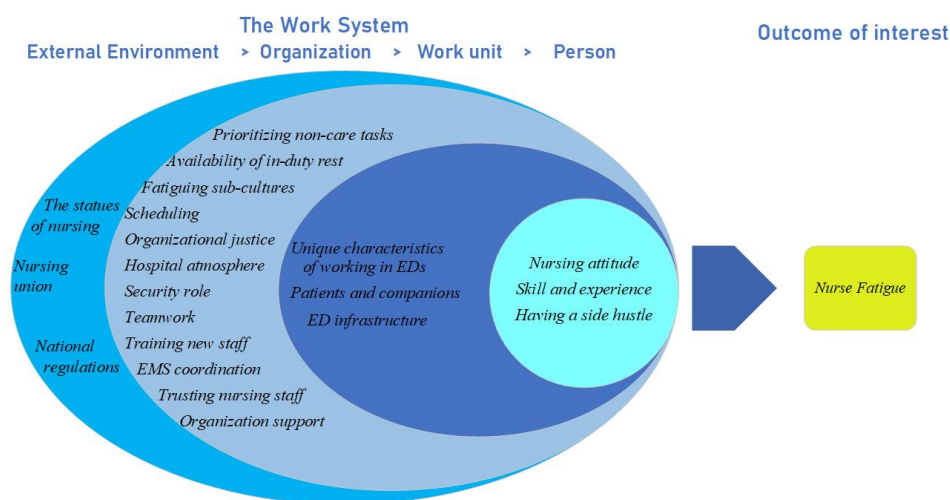 The Work System
External Environment > Organization > Work unit > Person
Outcome of interest
The statues
of nursing
Nursing
union
National
regulations
Prioritizing non-care tasks
Availability of in-duty rest
Fatiguing sub-cultures
Scheduling
Organizational justice
Hospital atmosphere
Security role
Teamwork
Training new staff
EMS coordination
Trusting nursing staff
Organization support
Unique characteristics
of working in EDs
Patients and companions
ED infrastructure
Nursing attitude
Skill and experience
Having a side hustle
Nurse Fatigue